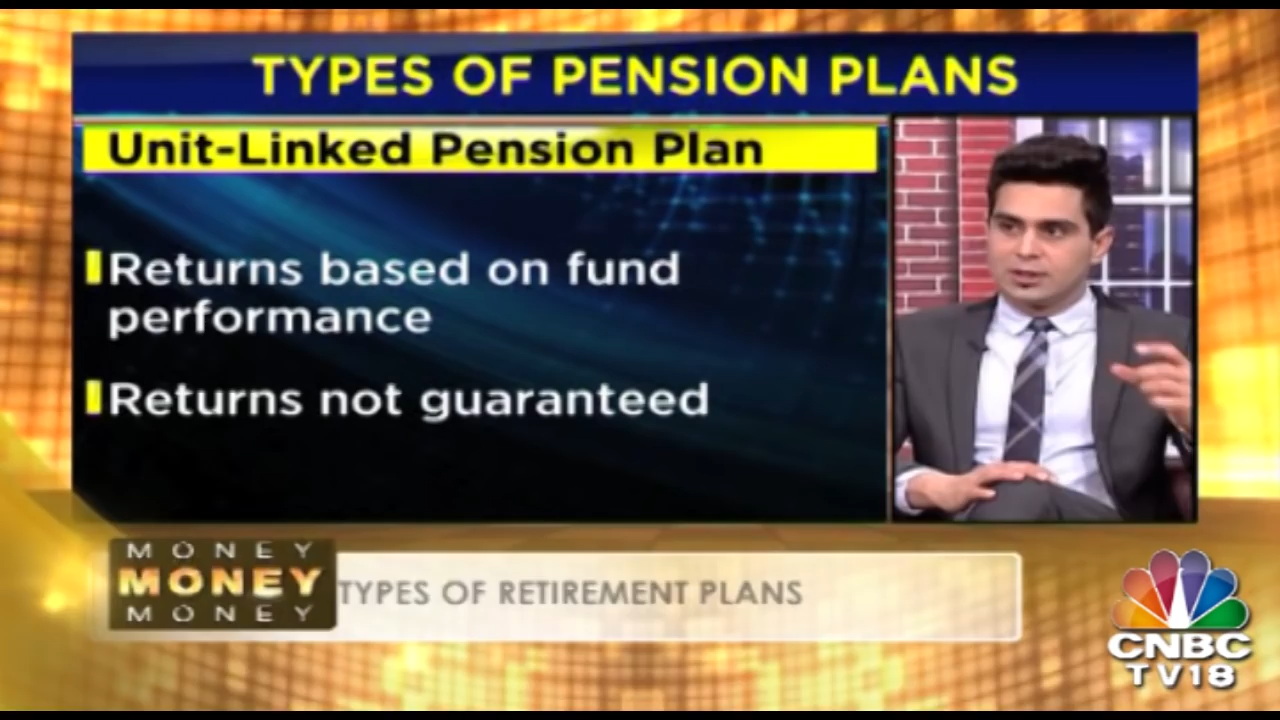 TYPES OF PENSION PLANS
Unit-Linked Pension Plan
Returns based on fund
performance
Returns not guaranteed
MONEY
MONEY
MONEY
TYPES OF RETIREMENT PLANS
CNBC
TV18